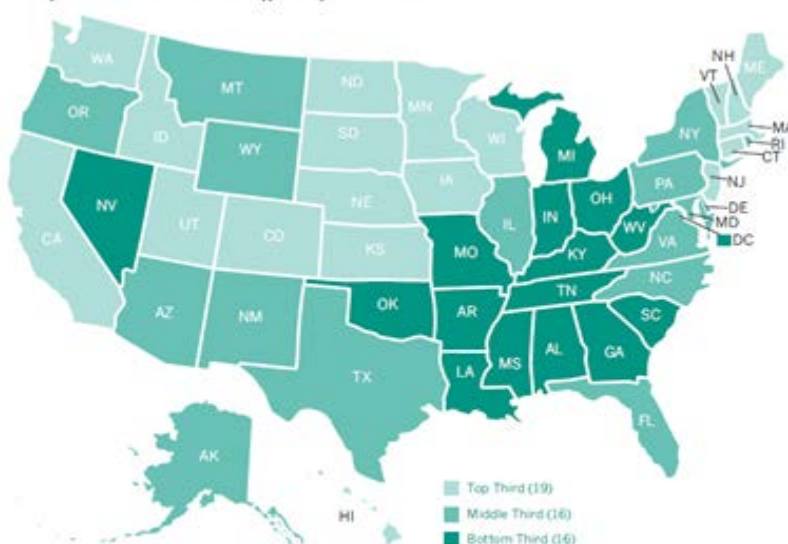 WA
MT
ND
MN
OR
ID
SD
WI
WY
NE
IA
NV
UT
CO
KS
CA
AZ
NM
OK
TX
MO
AR
LA
IL
IN
MI
OH
KY
TN
MS
AL
GA
SC
NC
VA
WV
PA
NY
FL
VT
NH
ME
MA
RI
CT
NJ
DE
MD
DC
AK
HI
Top Third (19)
Middle Third (16)
Bottom Third (16)